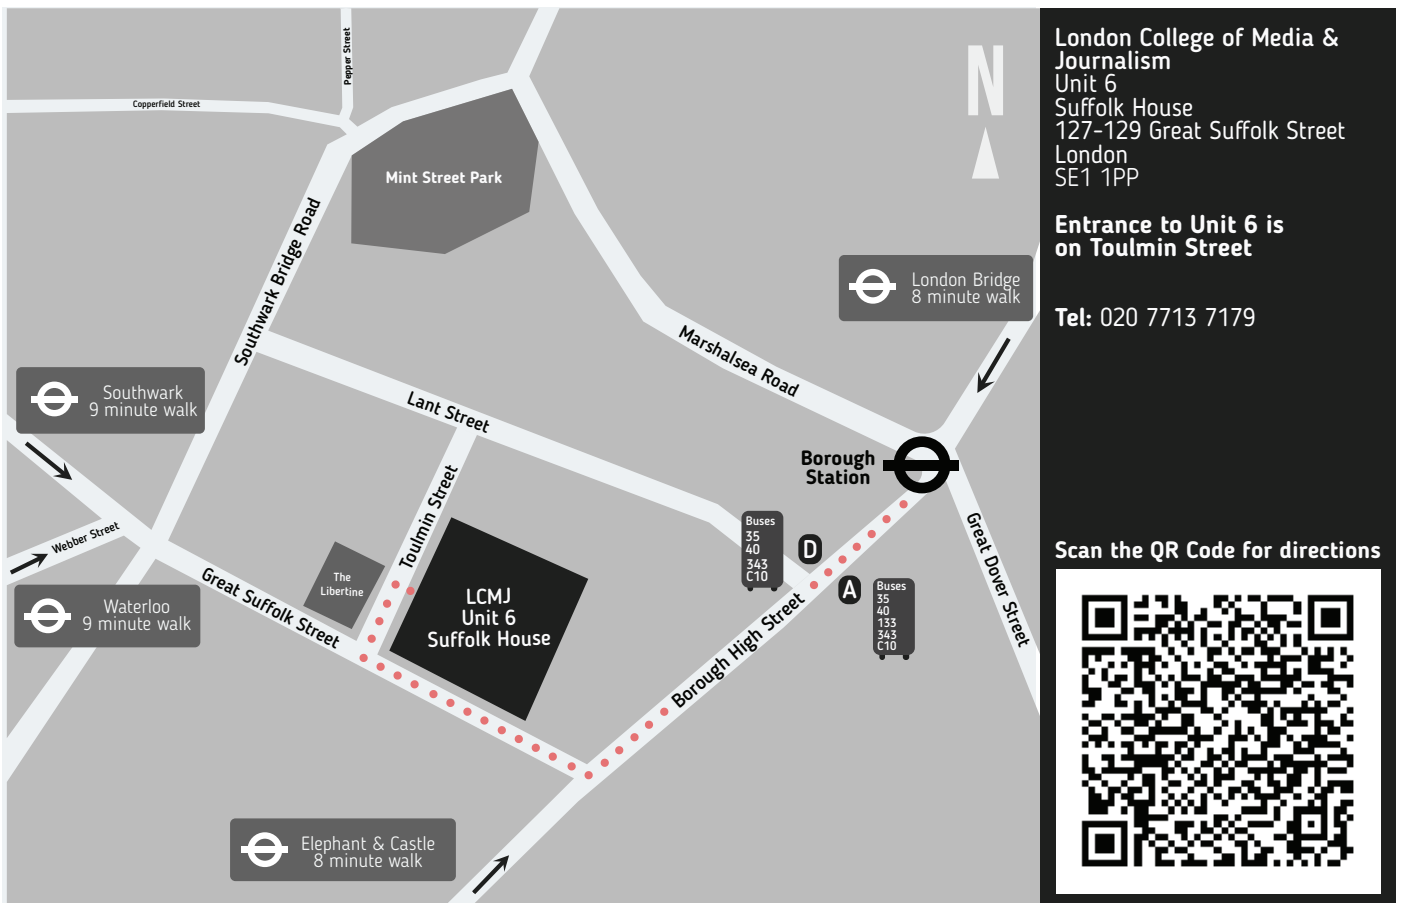 Pepper Street
Copperfield Street
N
Mint Street Park
Southwark Bridge Road
London Bridge
8 minute walk
Marshalsea Road
Southwark
9 minute walk
Lant Street
Borough
Station
Toulmin Street
Webber Street
Great Suffolk Street
The
Libertine
LCMJ
Unit 6
Suffolk House
Buses
35
40
343
C10
D
A
Buses
35
40
133
343
C10
Great Dover Street
Borough High Street
Waterloo
9 minute walk
Elephant & Castle
8 minute walk
London College of Media &
Journalism
Unit 6
Suffolk House
127-129 Great Suffolk Street
London
SE1 1PP
Entrance to Unit 6 is
on Toulmin Street
Tel: 020 7713 7179
Scan the QR Code for directions